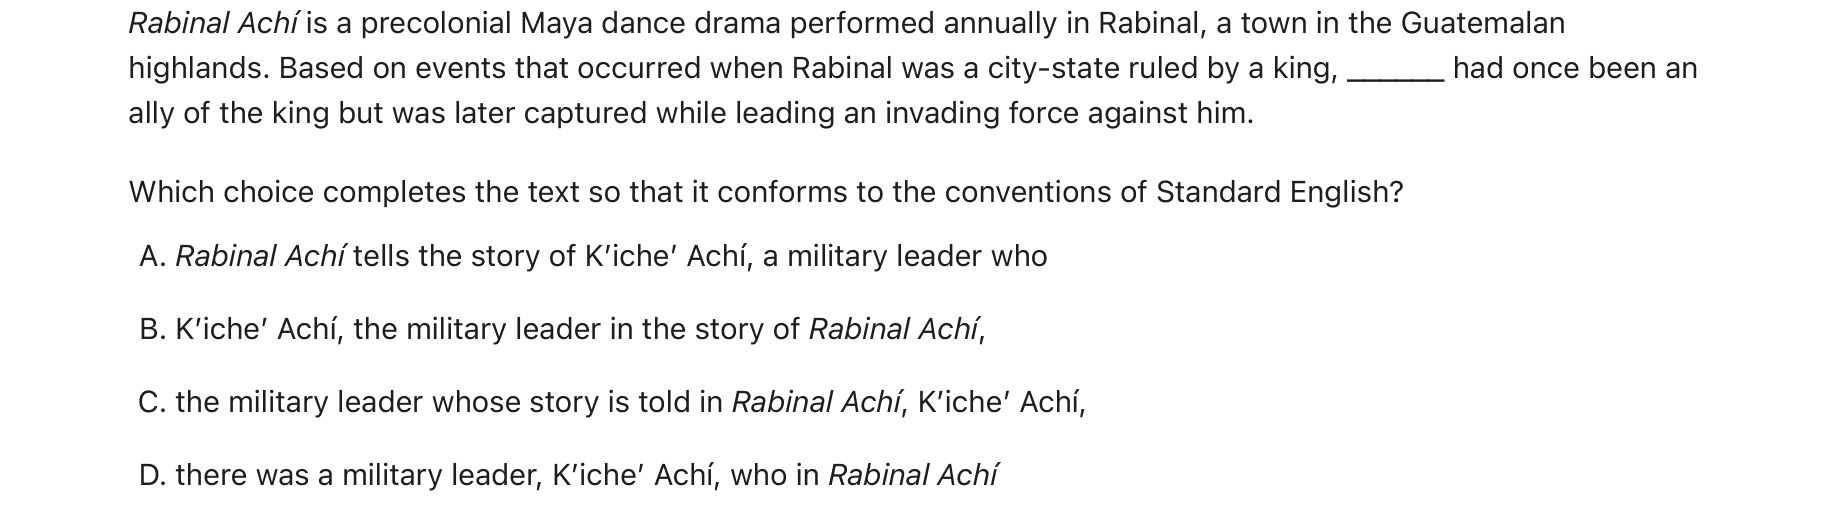 Rabinal Achí is a precolonial Maya dance drama performed annually in Rabinal, a town in the Guatemalan
highlands. Based on events that occurred when Rabinal was a city-state ruled by a king, ______ had once been an
ally of the king but was later captured while leading an invading force against him.
Which choice completes the text so that it conforms to the conventions of Standard English?
A. Rabinal Achí tells the story of K′iche′ Achí, a military leader who
B. K′iche′ Achí, the military leader in the story of Rabinal Achí,
C. the military leader whose story is told in Rabinal Achí, K′iche′ Achí,
D. there was a military leader, K′iche′ Achí, who in Rabinal Achí